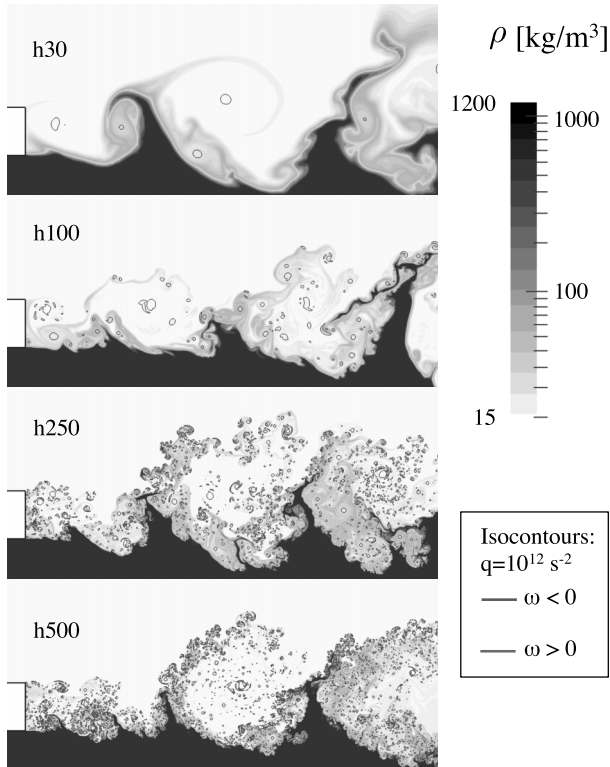 h30
h100
h250
h500
ρ [kg/m³]
1200
1000
100
15
Isocontours:
q=10¹² s⁻²
ω < 0
ω > 0